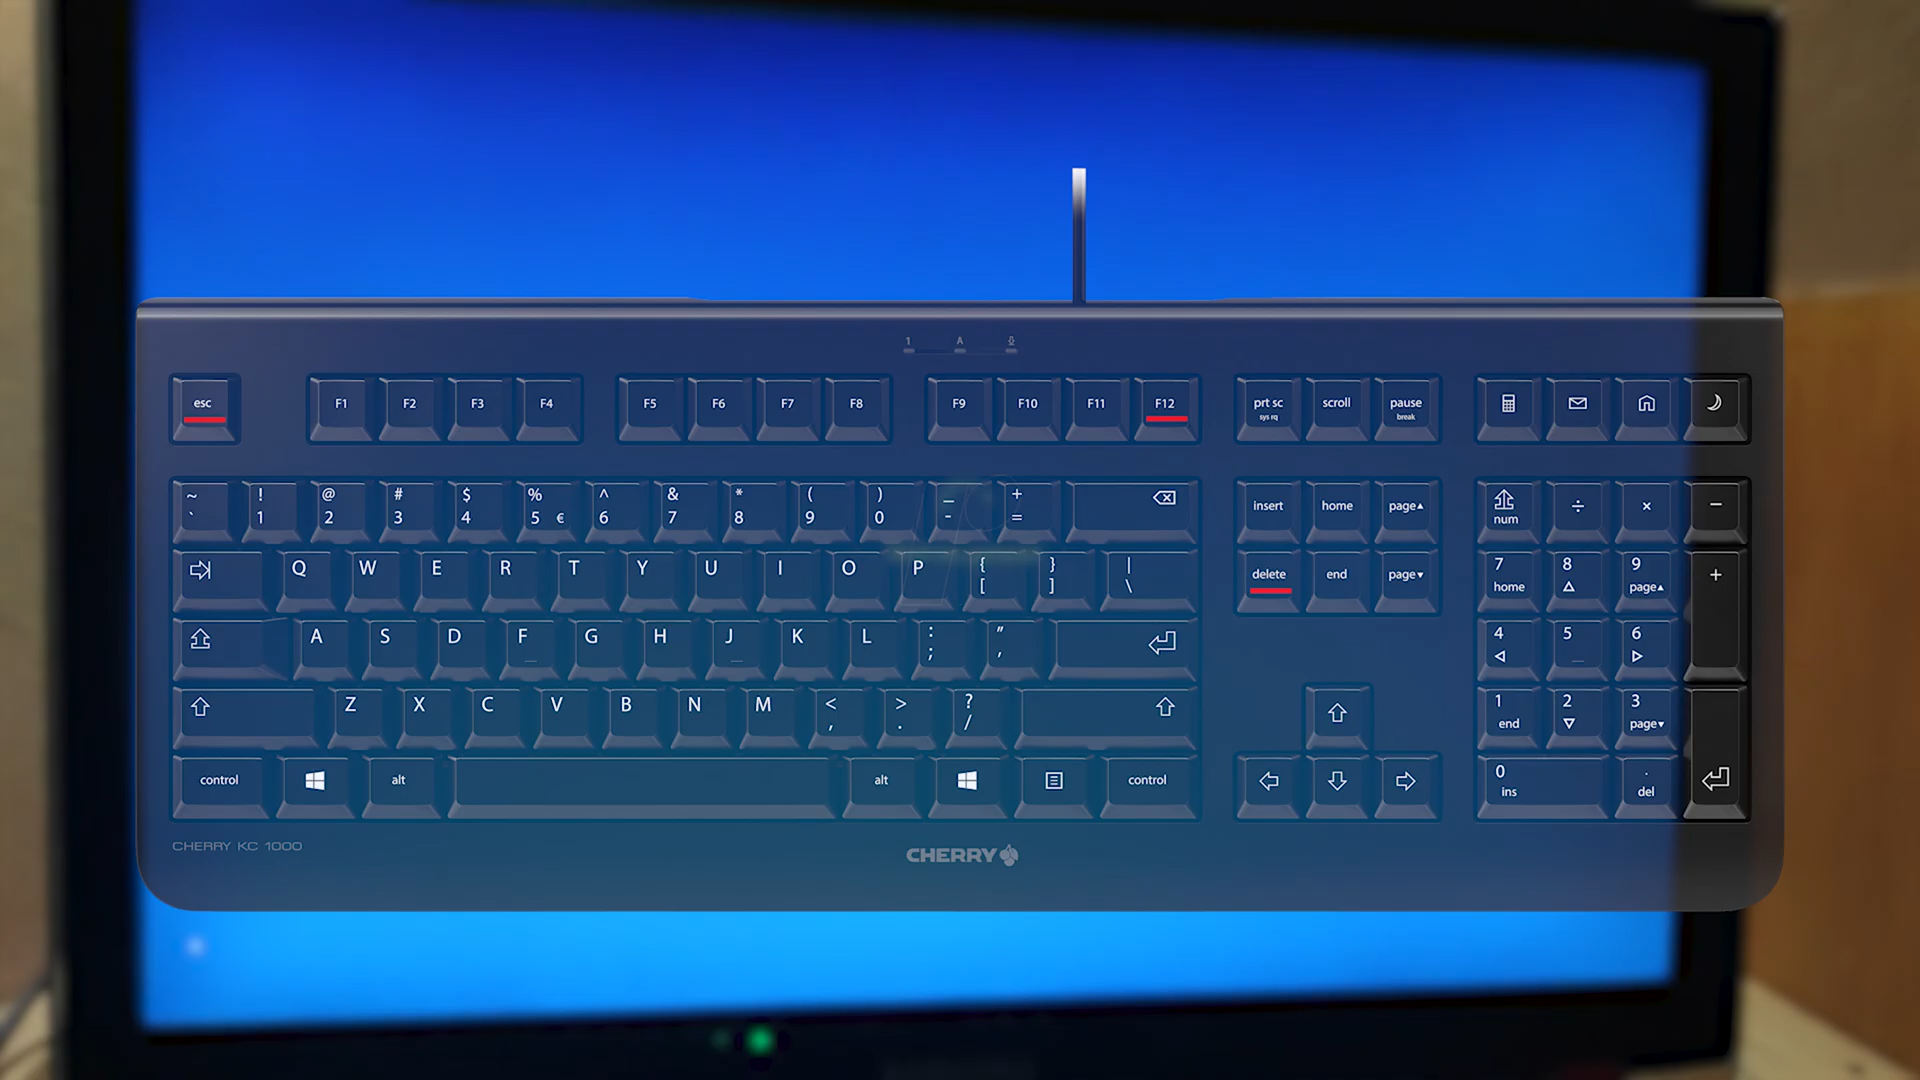 1 A
esc F1 F2 F3 F4 F5 F6 F7 F8 F9 F10 F11 F12 prt sc scroll pause
sys rq break
~ ! @ # $ % ^ & * ( ) _ +
` 1 2 3 4 5 € 6 7 8 9 0 - =
insert home page▲ num ÷ × −
Q W E R T Y U I O P { } |
[ ] \
delete end page▼ 7 8 9 +
home △ page▲
A S D F G H J K L : "
; ,
4 5 6
◁ _ ▷
Z X C V B N M < > ?
, . /
1 2 3
end ▽ page▼
control alt alt control 0 .
ins del
CHERRY KC 1000
CHERRY